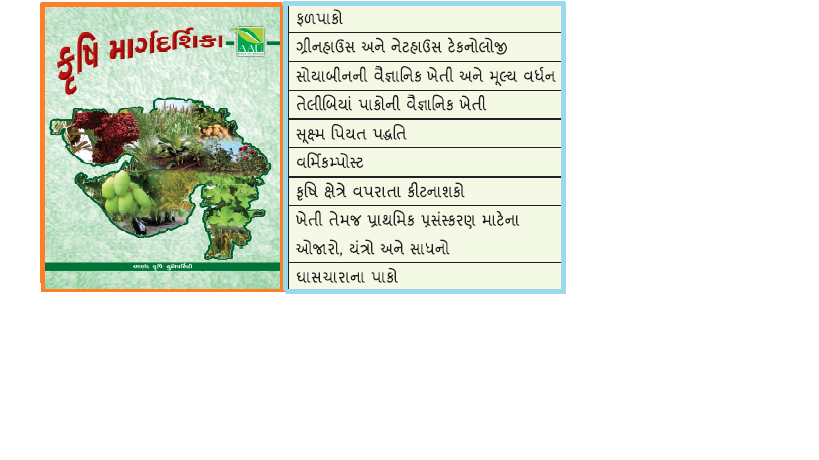 કૃષિ માર્ગદર્શિકા
AAU
આણંદ કૃષિ યુનિવર્સિટી
ફળપાકો
ગ્રીનહાઉસ અને નેટહાઉસ ટેકનોલોજી
સોયાબીનની વૈજ્ઞાનિક ખેતી અને મૂલ્ય વર્ધન
તેલીબિયાં પાકોની વૈજ્ઞાનિક ખેતી
સૂક્ષ્મ પિયત પદ્ધતિ
વર્મિકમ્પોસ્ટ
કૃષિ ક્ષેત્રે વપરાતા કીટનાશકો
ખેતી તેમજ પ્રાથમિક પ્રસંસ્કરણ માટેના
ઓજારો, યંત્રો અને સાધનો
ઘાસચારાના પાકો